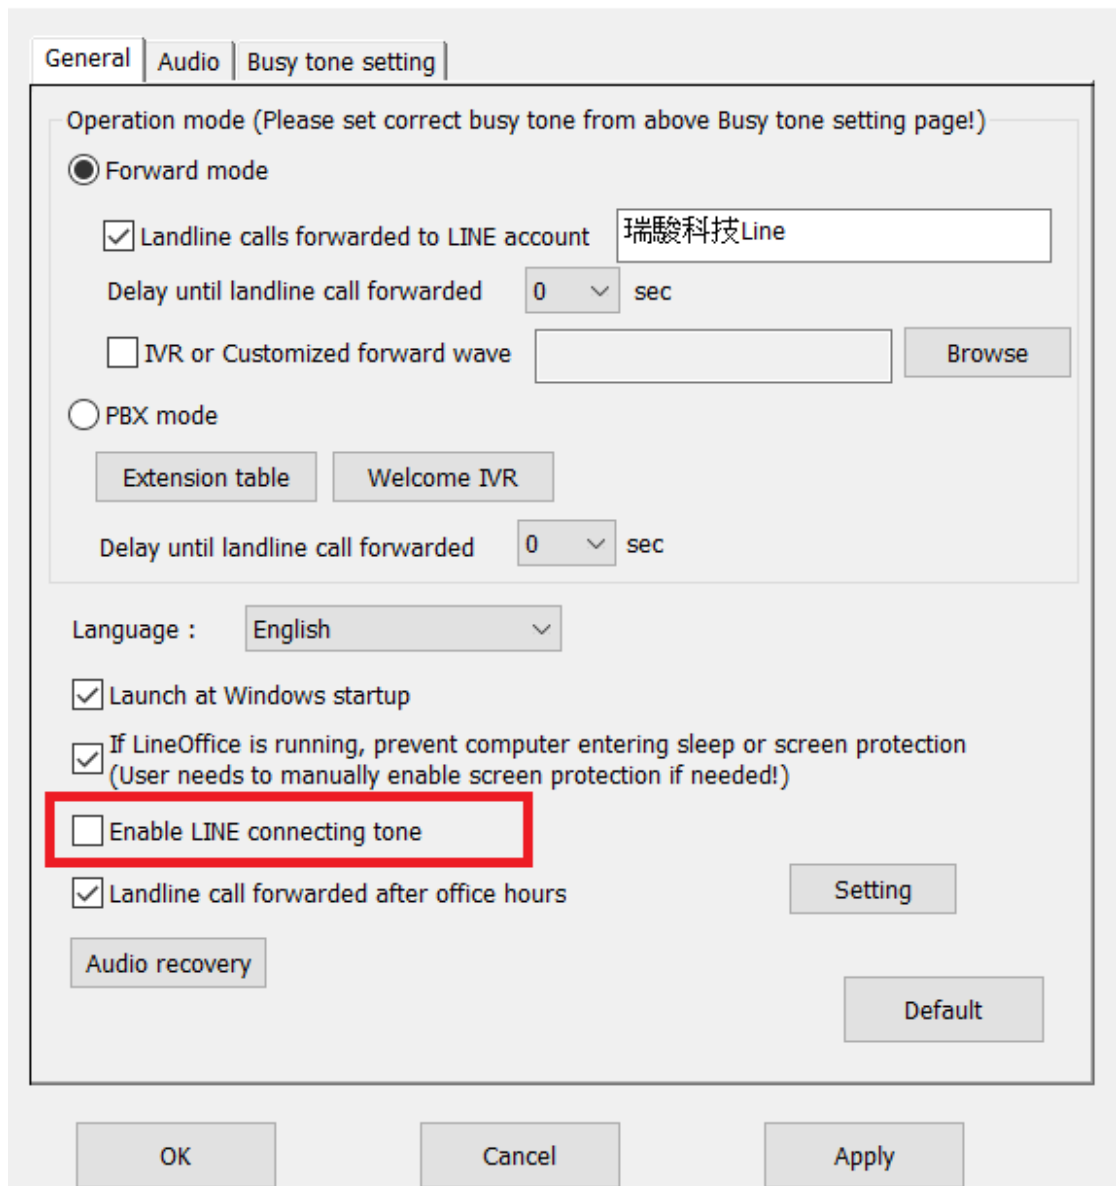 General Audio Busy tone setting
Operation mode (Please set correct busy tone from above Busy tone setting page!)
Forward mode
Landline calls forwarded to LINE account 瑞駿科技Line
Delay until landline call forwarded 0 sec
IVR or Customized forward wave Browse
PBX mode
Extension table Welcome IVR
Delay until landline call forwarded 0 sec
Language : English
Launch at Windows startup
If LineOffice is running, prevent computer entering sleep or screen protection
(User needs to manually enable screen protection if needed!)
Enable LINE connecting tone
Landline call forwarded after office hours Setting
Audio recovery
Default
OK Cancel Apply